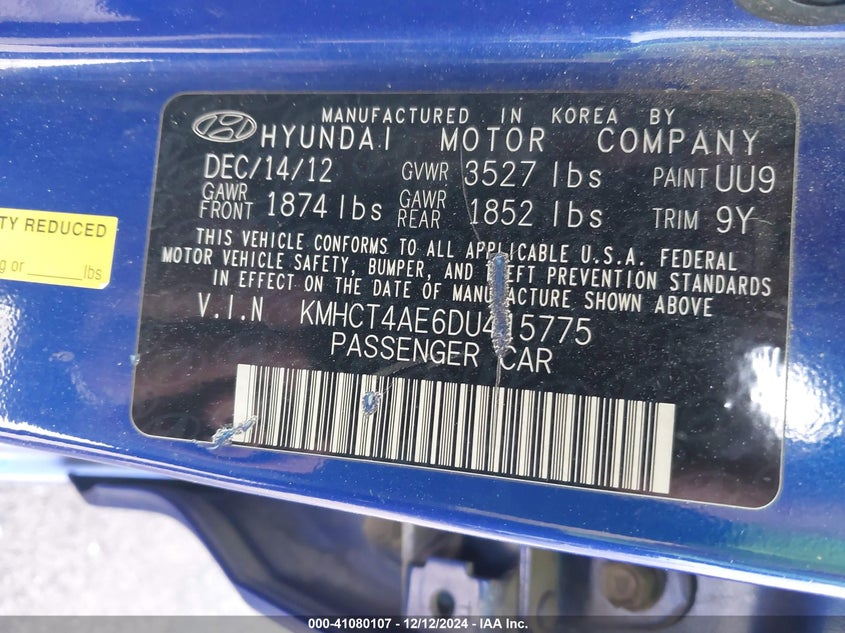 MANUFACTURED IN KOREA BY
HYUNDAI MOTOR COMPANY
DEC/14/12 GVWR 3527 lbs PAINT UU9
GAWR FRONT 1874 lbs GAWR REAR 1852 lbs TRIM 9Y
THIS VEHICLE CONFORMS TO ALL APPLICABLE U.S.A. FEDERAL
MOTOR VEHICLE SAFETY, BUMPER, AND THEFT PREVENTION STANDARDS
IN EFFECT ON THE DATE OF MANUFACTURE SHOWN ABOVE
V.I.N KMHCT4AE6DU415775
PASSENGER CAR
TY REDUCED
g or ______lbs
000-41080107 - 12/12/2024 - IAA Inc.